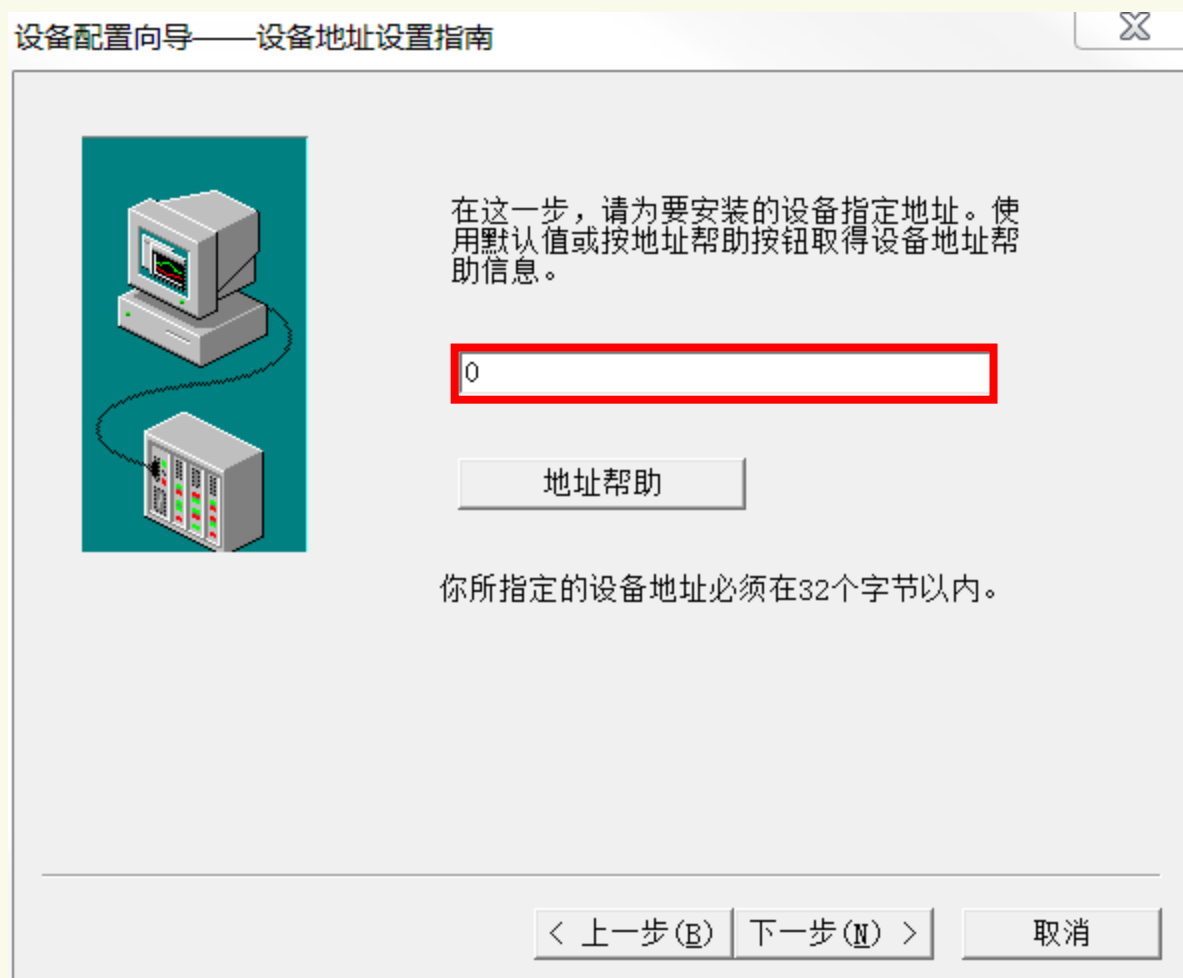 设备配置向导——设备地址设置指南
在这一步，请为要安装的设备指定地址。使
用默认值或按地址帮助按钮取得设备地址帮
助信息。
0
地址帮助
你所指定的设备地址必须在32个字节以内。
< 上一步(B) 下一步(N) > 取消